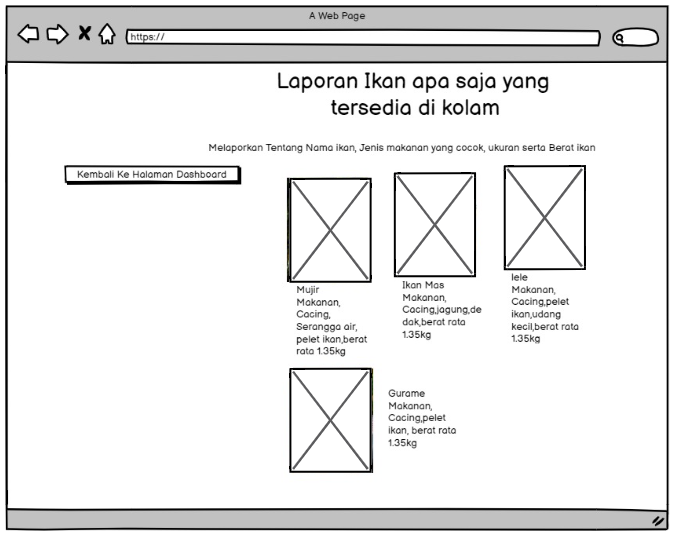 A Web Page
https://
Laporan Ikan apa saja yang
tersedia di kolam
Melaporkan Tentang Nama ikan, Jenis makanan yang cocok, ukuran serta Berat ikan
Kembali Ke Halaman Dashboard
Mujir
Makanan,
Cacing,
Serangga air,
pelet ikan,berat
rata 1.35kg
Ikan Mas
Makanan,
Cacing,jagung,de
dak,berat rata
1.35kg
lele
Makanan,
Cacing,pelet
ikan,udang
kecil,berat rata
1.35kg
Gurame
Makanan,
Cacing,pelet
ikan, berat rata
1.35kg